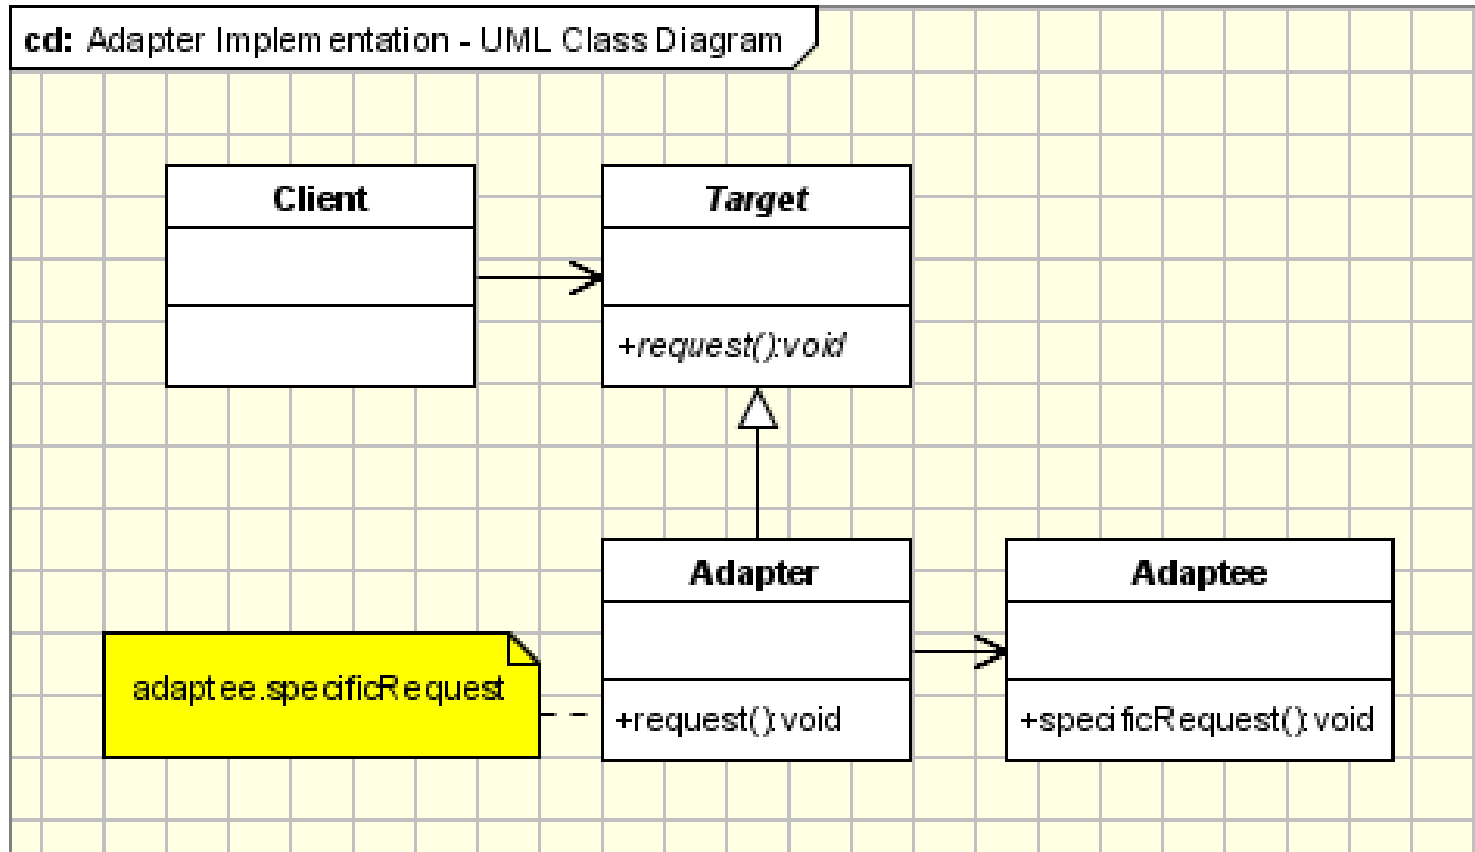 cd: Adapter Implementation - UML Class Diagram
Client
Target
+request():void
Adapter
Adaptee
adaptee.specificRequest
+request():void
+specificRequest():void